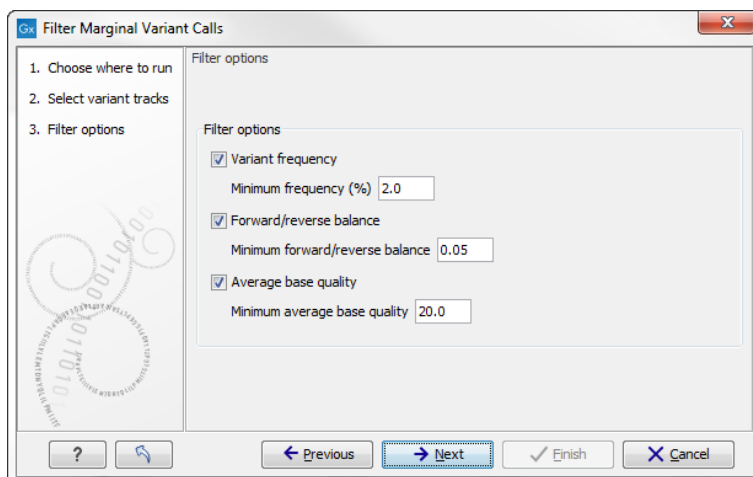 Gx Filter Marginal Variant Calls
1. Choose where to run
2. Select variant tracks
3. Filter options
Filter options
Filter options
Variant frequency
Minimum frequency (%) 2.0
Forward/reverse balance
Minimum forward/reverse balance 0.05
Average base quality
Minimum average base quality 20.0
? Previous Next Finish Cancel